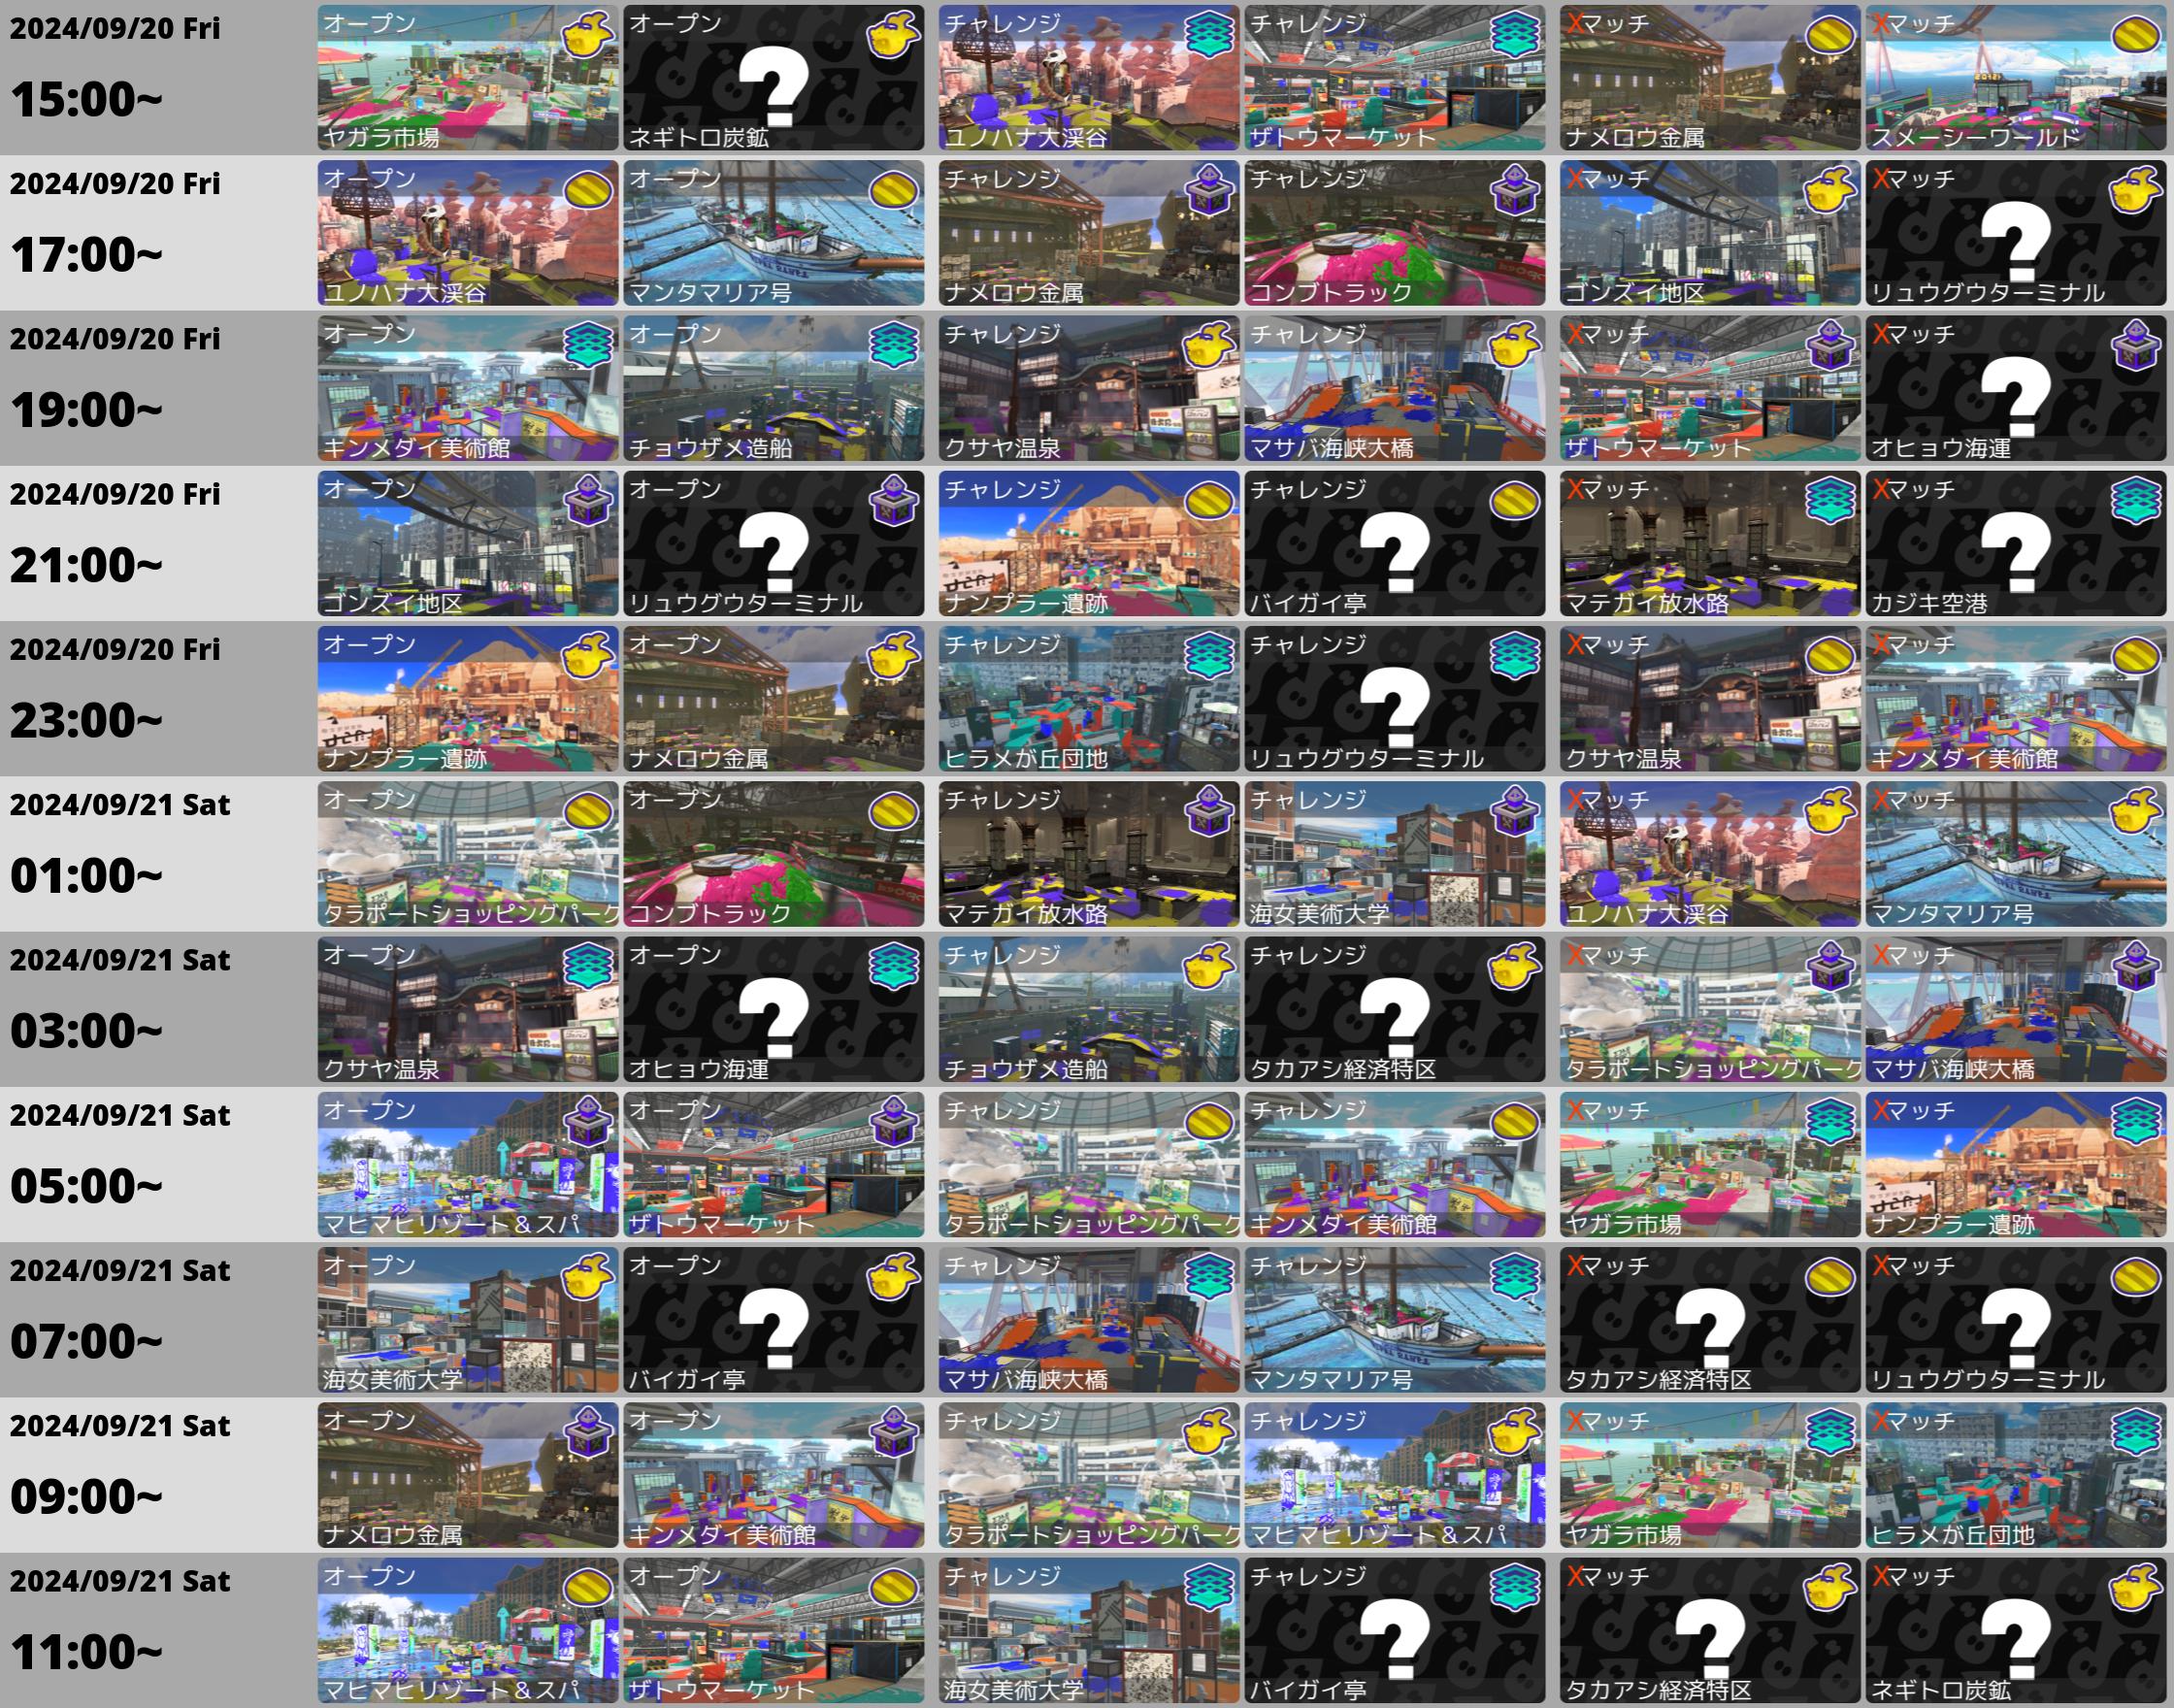 2024/09/20 Fri
15:00~
オープン
ヤガラ市場
オープン
ネギトロ炭鉱
チャレンジ
ユノハナ大渓谷
チャレンジ
ザトウマーケット
Xマッチ
ナメロウ金属
Xマッチ
スメーシーワールド
2024/09/20 Fri
17:00~
オープン
ユノハナ大渓谷
オープン
マンタマリア号
チャレンジ
ナメロウ金属
チャレンジ
コンブトラック
Xマッチ
ゴンズイ地区
Xマッチ
リュウグウターミナル
2024/09/20 Fri
19:00~
オープン
キンメダイ美術館
オープン
チョウザメ造船
チャレンジ
クサヤ温泉
チャレンジ
マサバ海峡大橋
Xマッチ
ザトウマーケット
Xマッチ
オヒョウ海運
2024/09/20 Fri
21:00~
オープン
ゴンズイ地区
オープン
リュウグウターミナル
チャレンジ
ナンプラー遺跡
チャレンジ
バイガイ亭
Xマッチ
マテガイ放水路
Xマッチ
カジキ空港
2024/09/20 Fri
23:00~
オープン
ナンプラー遺跡
オープン
ナメロウ金属
チャレンジ
ヒラメが丘団地
チャレンジ
リュウグウターミナル
Xマッチ
クサヤ温泉
Xマッチ
キンメダイ美術館
2024/09/21 Sat
01:00~
オープン
タラポートショッピングパーク
オープン
コンブトラック
チャレンジ
マテガイ放水路
チャレンジ
海女美術大学
Xマッチ
ユノハナ大渓谷
Xマッチ
マンタマリア号
2024/09/21 Sat
03:00~
オープン
クサヤ温泉
オープン
オヒョウ海運
チャレンジ
チョウザメ造船
チャレンジ
タカアシ経済特区
Xマッチ
タラポートショッピングパーク
Xマッチ
マサバ海峡大橋
2024/09/21 Sat
05:00~
オープン
マヒマヒリゾート&スパ
オープン
ザトウマーケット
チャレンジ
タラポートショッピングパーク
チャレンジ
キンメダイ美術館
Xマッチ
ヤガラ市場
Xマッチ
ナンプラー遺跡
2024/09/21 Sat
07:00~
オープン
海女美術大学
オープン
バイガイ亭
チャレンジ
マサバ海峡大橋
チャレンジ
マンタマリア号
Xマッチ
タカアシ経済特区
Xマッチ
リュウグウターミナル
2024/09/21 Sat
09:00~
オープン
ナメロウ金属
オープン
キンメダイ美術館
チャレンジ
タラポートショッピングパーク
チャレンジ
マヒマヒリゾート&スパ
Xマッチ
ヤガラ市場
Xマッチ
ヒラメが丘団地
2024/09/21 Sat
11:00~
オープン
マヒマヒリゾート&スパ
オープン
ザトウマーケット
チャレンジ
海女美術大学
チャレンジ
バイガイ亭
Xマッチ
タカアシ経済特区
Xマッチ
ネギトロ炭鉱